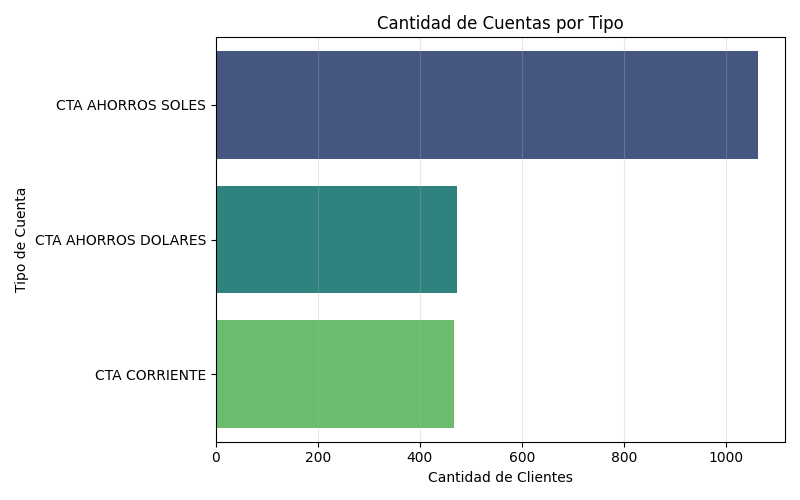 Cantidad de Cuentas por Tipo
Tipo de Cuenta
CTA AHORROS SOLES
CTA AHORROS DOLARES
CTA CORRIENTE
0 200 400 600 800 1000
Cantidad de Clientes